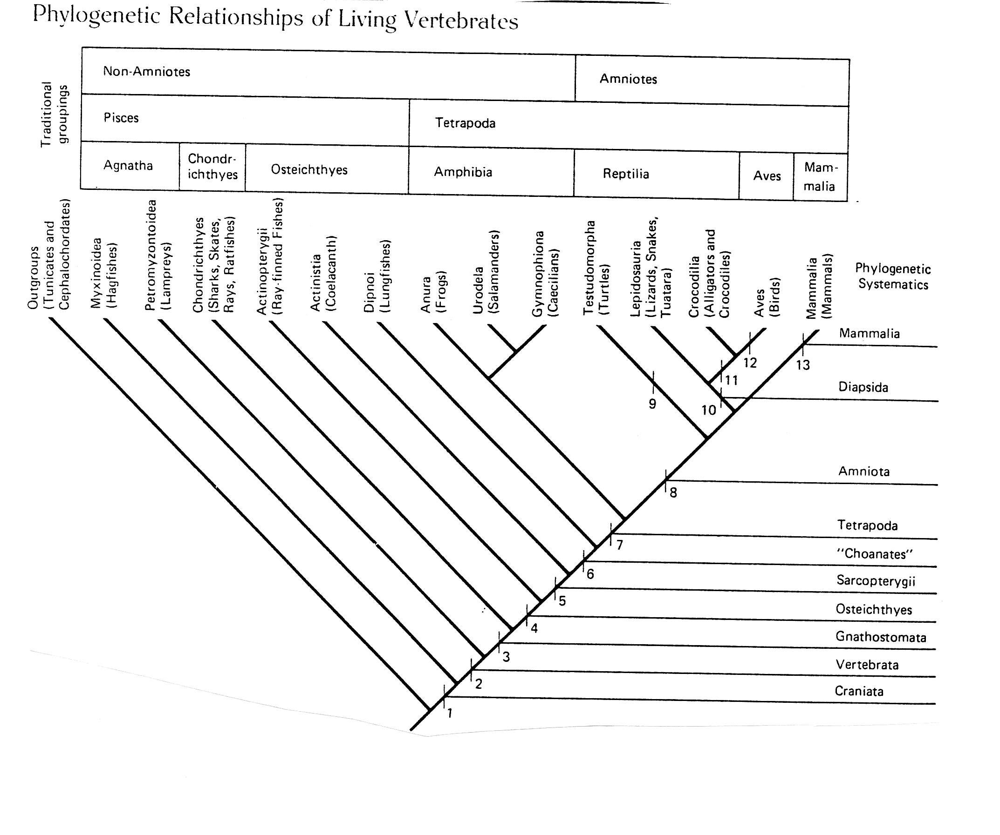 Phylogenetic Relationships of Living Vertebrates
Traditional
groupings
Non-Amniotes
Amniotes
Pisces
Tetrapoda
Agnatha
Chondr-
ichthyes
Osteichthyes
Amphibia
Reptilia
Aves
Mam-
malia
Outgroups
(Tunicates and
Cephalochordates)
Myxinoidea
(Hagfishes)
Petromyzontoidea
(Lampreys)
Chondrichthyes
(Sharks, Skates,
Rays, Ratfishes)
Actinopterygii
(Ray-finned Fishes)
Actinistia
(Coelacanth)
Dipnoi
(Lungfishes)
Anura
(Frogs)
Urodela
(Salamanders)
Gymnophiona
(Caecilians)
Testudomorpha
(Turtles)
Lepidosauria
(Lizards, Snakes,
Tuatara)
Crocodilia
(Alligators and
Crocodiles)
Aves
(Birds)
Mammalia
(Mammals)
Phylogenetic
Systematics
Mammalia
12
13
11
Diapsida
9
10
Amniota
8
Tetrapoda
7
"Choanates"
6
Sarcopterygii
5
Osteichthyes
4
Gnathostomata
3
Vertebrata
2
Craniata
1